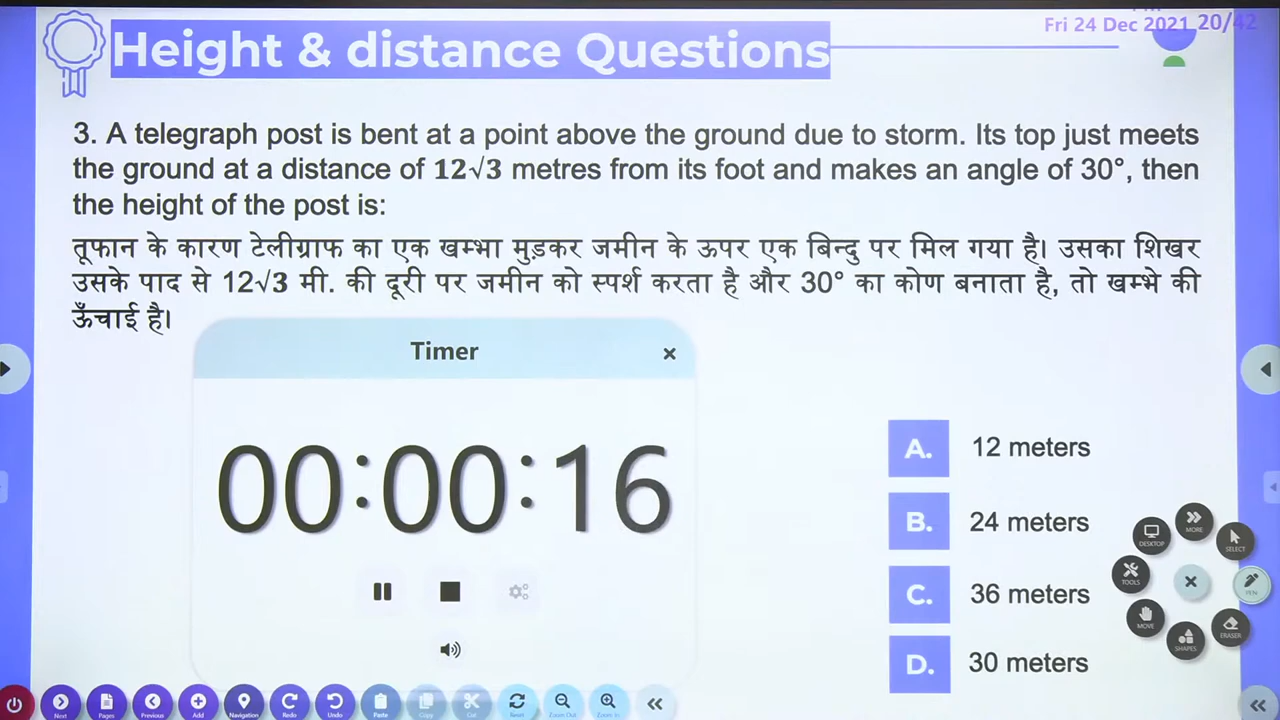 Fri 24 Dec 2021 20/42
Height & distance Questions
3. A telegraph post is bent at a point above the ground due to storm. Its top just meets
the ground at a distance of 12√3 metres from its foot and makes an angle of 30°, then
the height of the post is:
तूफान के कारण टेलीग्राफ का एक खम्भा मुड़कर जमीन के ऊपर एक बिन्दु पर मिल गया है। उसका शिखर
उसके पाद से 12√3 मी. की दूरी पर जमीन को स्पर्श करता है और 30° का कोण बनाता है, तो खम्भे की
ऊँचाई है।
Timer
00:00:16
A. 12 meters
B. 24 meters
C. 36 meters
D. 30 meters
MORE
DESKTOP
SELECT
TOOLS
PEN
MOVE
ERASER
SHAPES
Next
Pages
Previous
Add
Navigation
Redo
Undo
Paste
Copy
Cut
Reset
Zoom Out
Zoom In